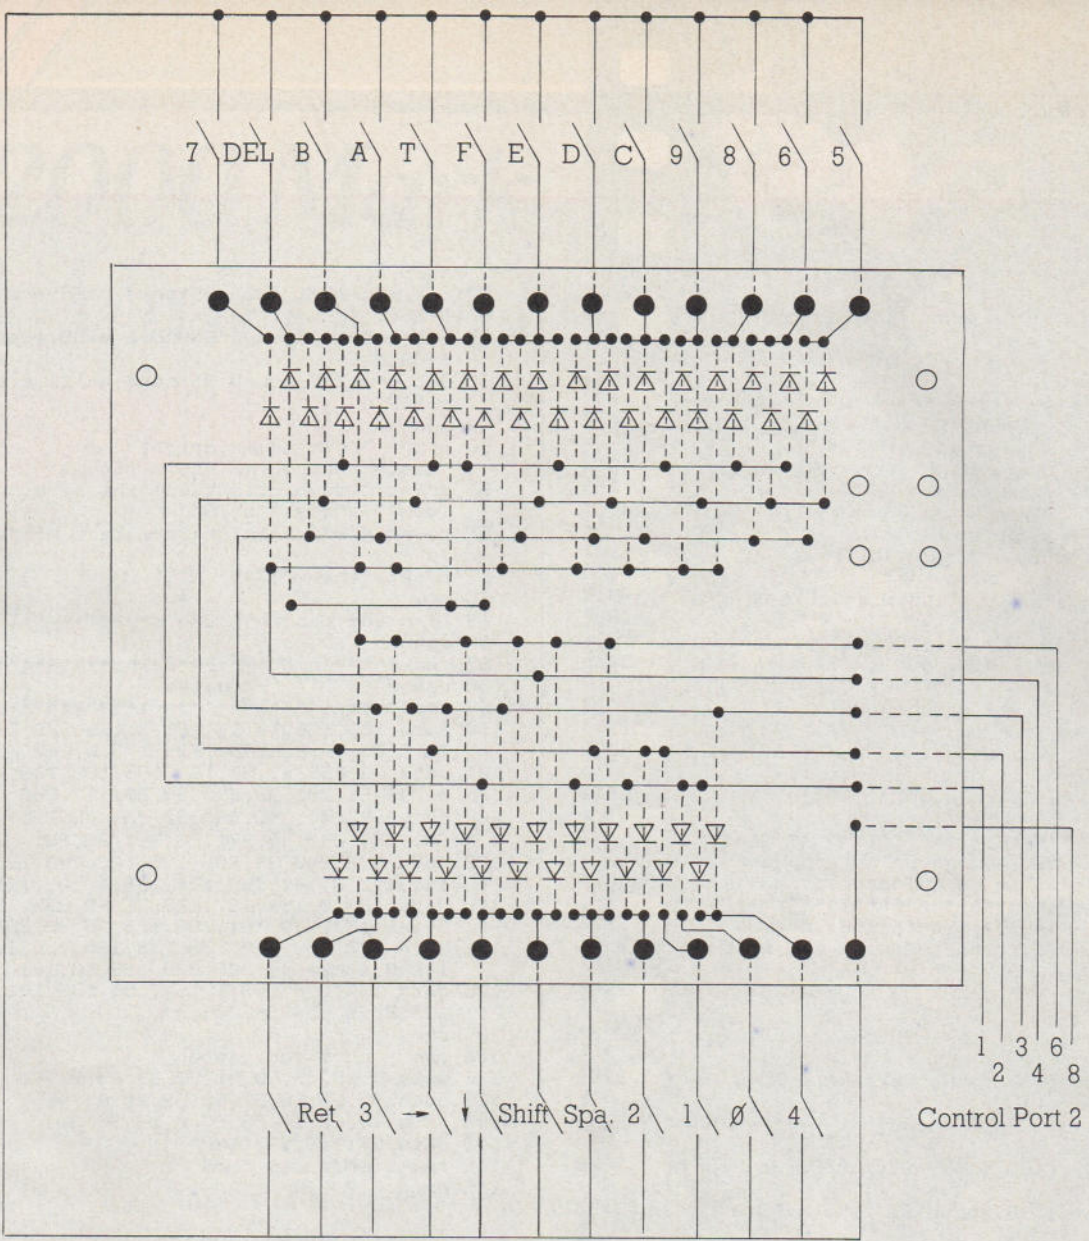 7 DEL B A T F E D C 9 8 6 5
1 3 6
2 4 8
Ret 3 → ↓ Shift Spa. 2 1 Ø 4
Control Port 2